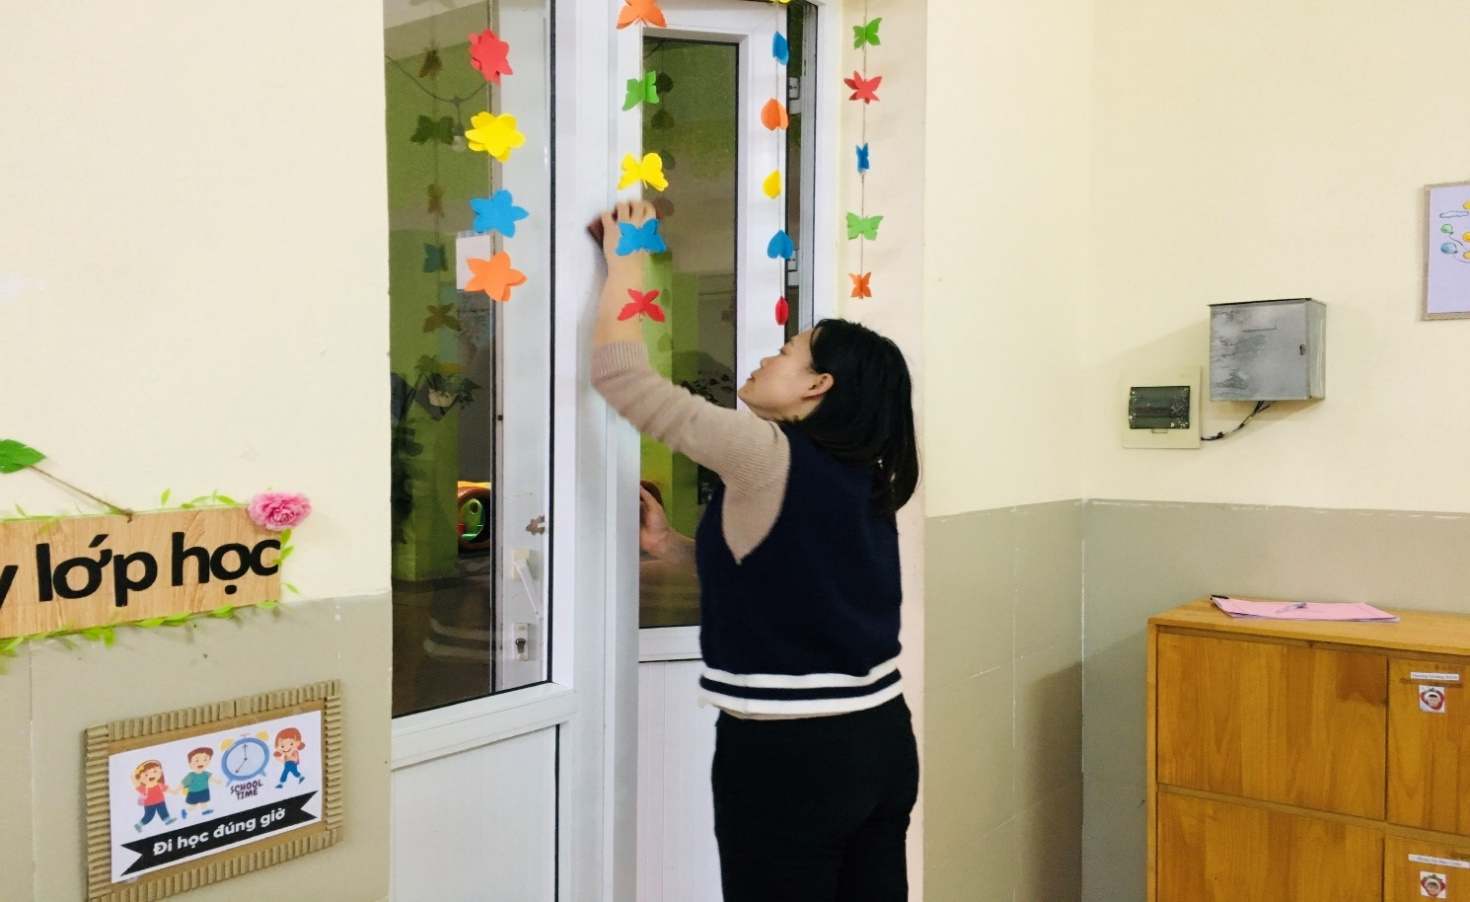 y lớp học
SCHOOL
TIME
Đi học đúng giờ